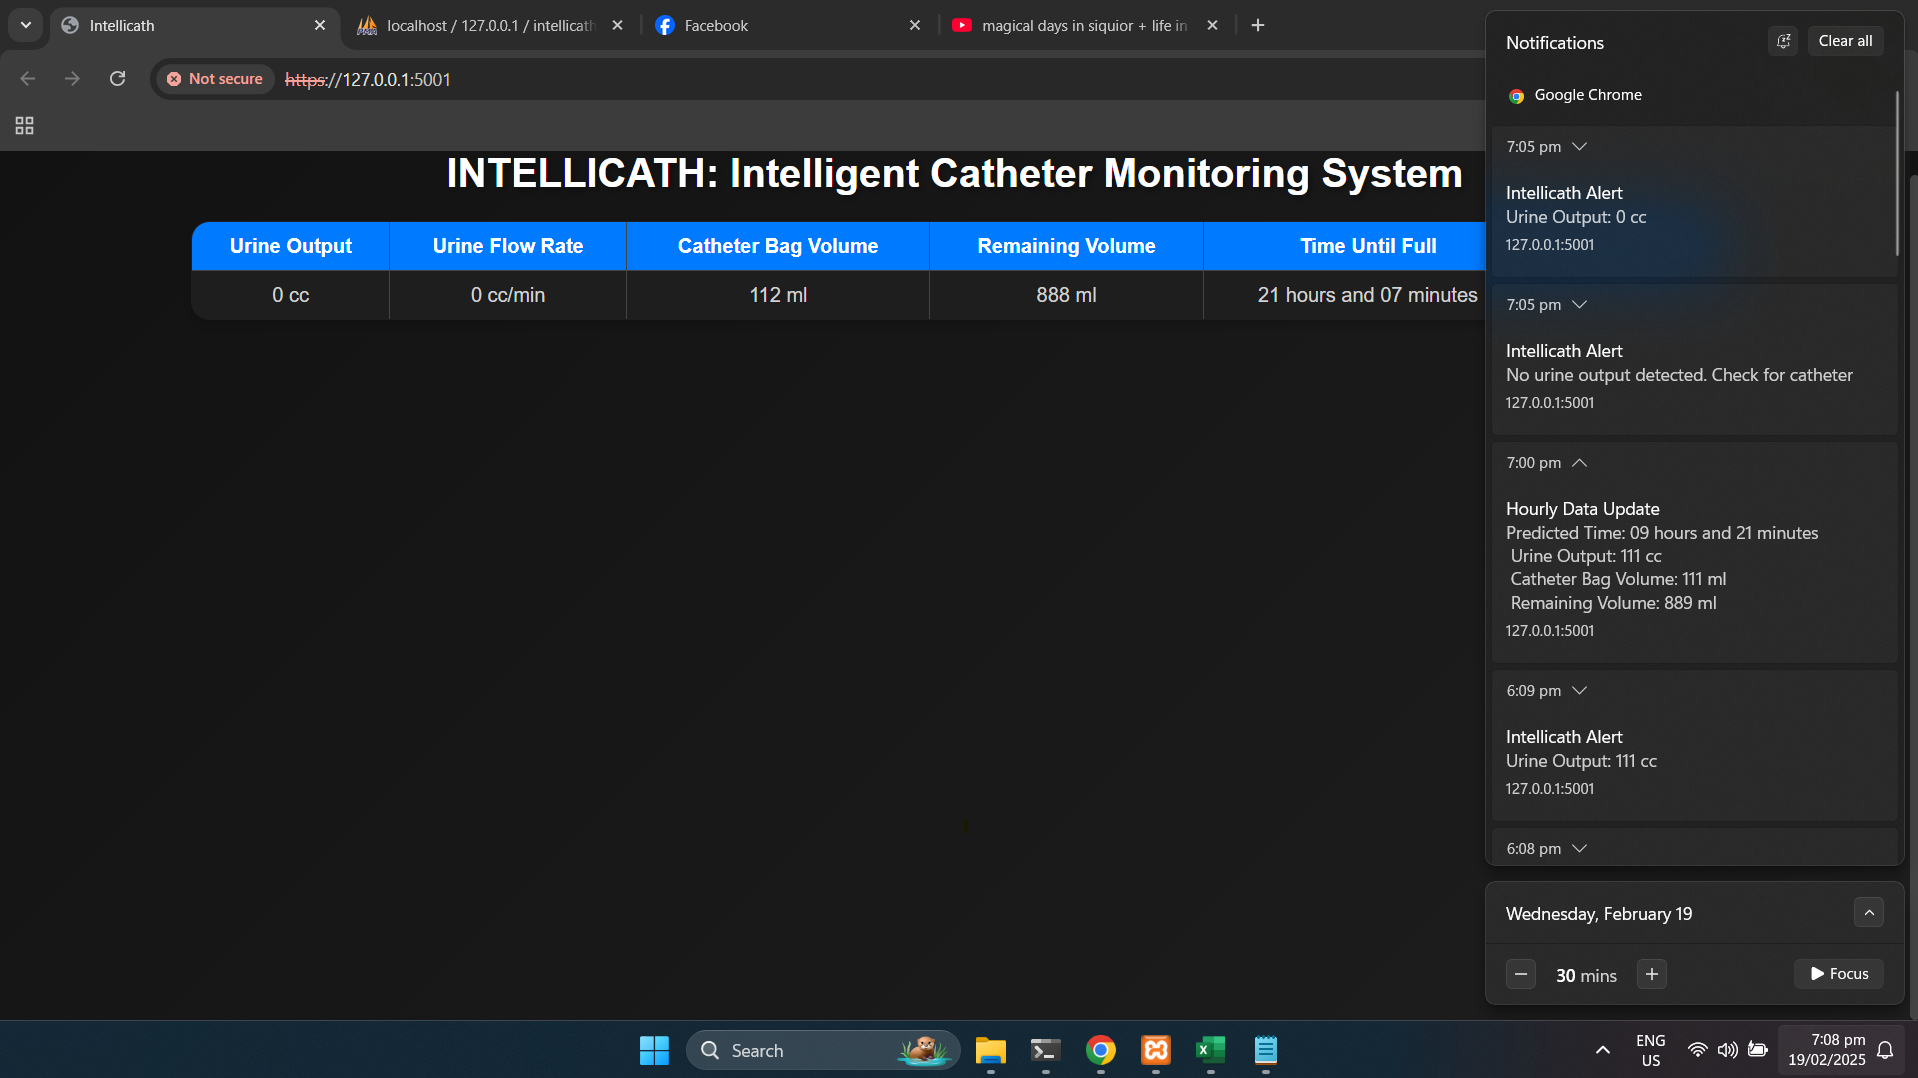 Intellicath
localhost / 127.0.0.1 / intellicath
Facebook
magical days in siquior + life in
Not secure
https://127.0.0.1:5001
INTELLICATH: Intelligent Catheter Monitoring System
Urine Output Urine Flow Rate Catheter Bag Volume Remaining Volume Time Until Full
0 cc 0 cc/min 112 ml 888 ml 21 hours and 07 minutes
Notifications
Clear all
Google Chrome
7:05 pm
Intellicath Alert
Urine Output: 0 cc
127.0.0.1:5001
7:05 pm
Intellicath Alert
No urine output detected. Check for catheter
127.0.0.1:5001
7:00 pm
Hourly Data Update
Predicted Time: 09 hours and 21 minutes
Urine Output: 111 cc
Catheter Bag Volume: 111 ml
Remaining Volume: 889 ml
127.0.0.1:5001
6:09 pm
Intellicath Alert
Urine Output: 111 cc
127.0.0.1:5001
6:08 pm
Wednesday, February 19
30 mins
Focus
Search
ENG
US
7:08 pm
19/02/2025